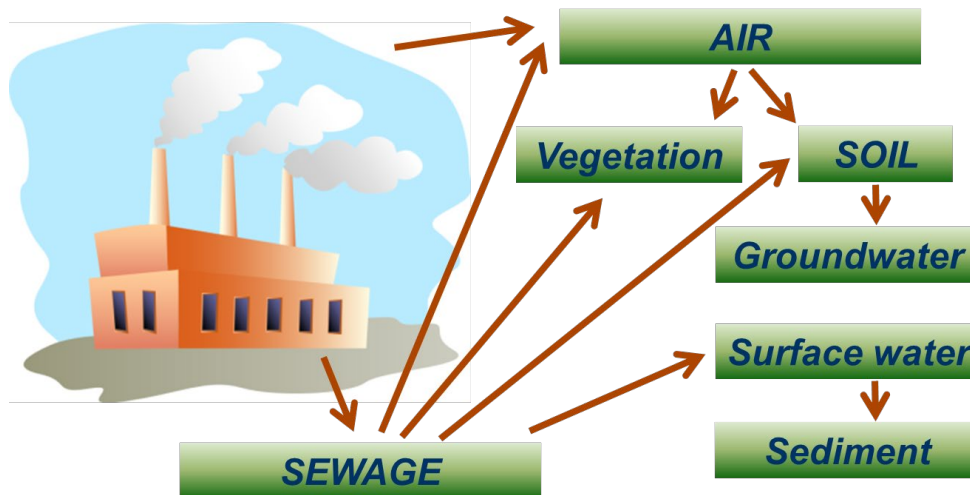 AIR
Vegetation
SOIL
Groundwater
Surface water
Sediment
SEWAGE